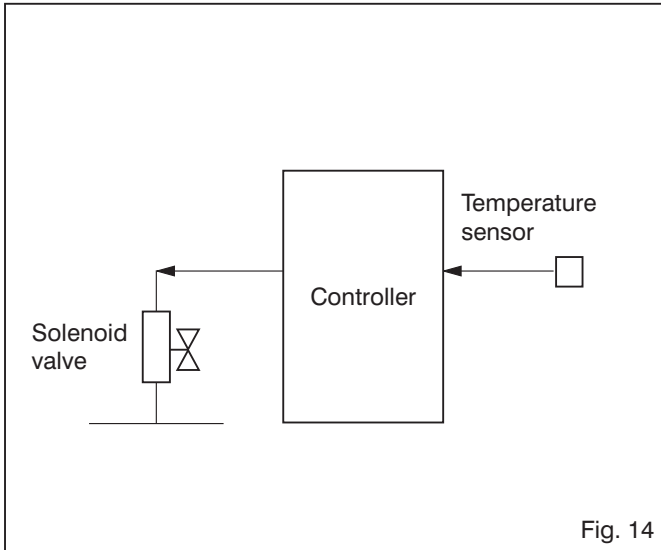 Temperature
sensor
Controller
Solenoid
valve
Fig. 14